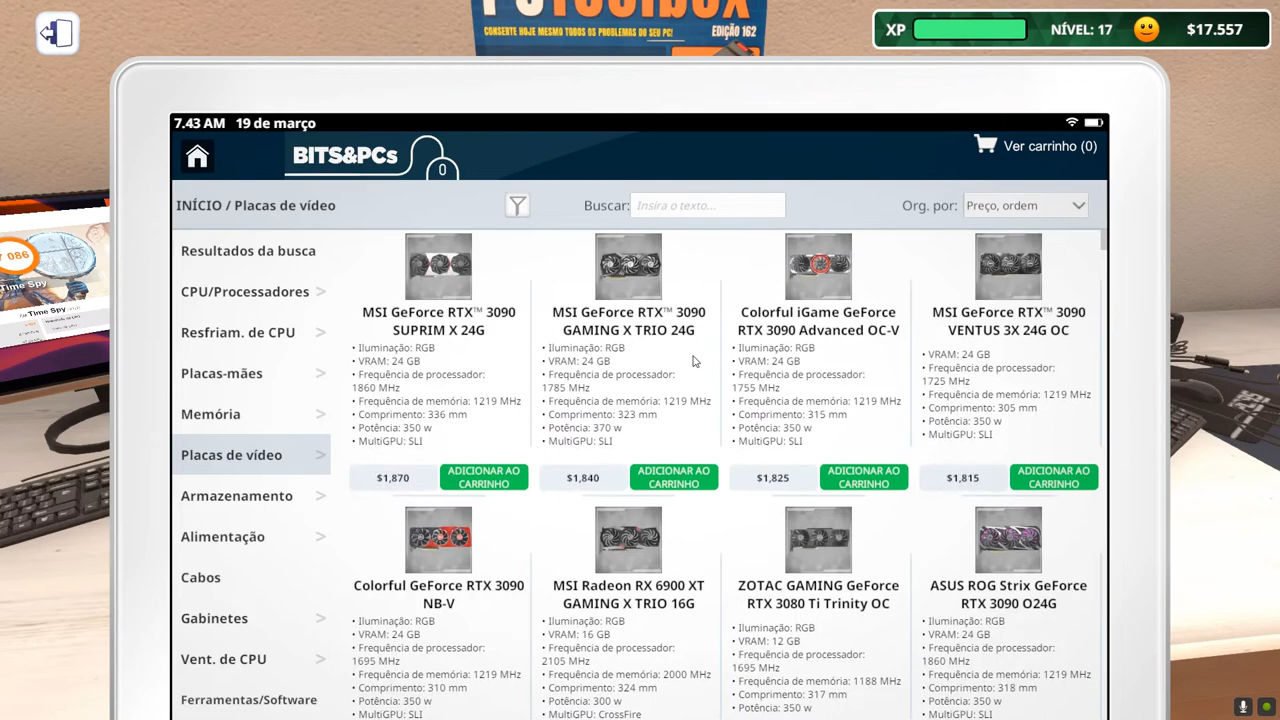 CONSERTE HOJE MESMO TODOS OS PROBLEMAS DO SEU PC!
EDIÇÃO 162
XP
NÍVEL: 17
$17.557
7.43 AM 19 de março
BITS&PCs
0
Ver carrinho (0)
INÍCIO / Placas de vídeo
Buscar: Insira o texto...
Org. por: Preço, ordem
086
Time Spy
Time Spy
Resultados da busca
CPU/Processadores >
Resfriam. de CPU >
Placas-mães >
Memória >
Placas de vídeo >
Armazenamento >
Alimentação >
Cabos
Gabinetes >
Vent. de CPU >
Ferramentas/Software
MSI GeForce RTX™ 3090
SUPRIM X 24G
• Iluminação: RGB
• VRAM: 24 GB
• Frequência de processador:
1860 MHz
• Frequência de memória: 1219 MHz
• Comprimento: 336 mm
• Potência: 350 w
• MultiGPU: SLI
$1,870
ADICIONAR AO
CARRINHO
MSI GeForce RTX™ 3090
GAMING X TRIO 24G
• Iluminação: RGB
• VRAM: 24 GB
• Frequência de processador:
1785 MHz
• Frequência de memória: 1219 MHz
• Comprimento: 323 mm
• Potência: 370 w
• MultiGPU: SLI
$1,840
ADICIONAR AO
CARRINHO
Colorful iGame GeForce
RTX 3090 Advanced OC-V
• Iluminação: RGB
• VRAM: 24 GB
• Frequência de processador:
1755 MHz
• Frequência de memória: 1219 MHz
• Comprimento: 315 mm
• Potência: 350 w
• MultiGPU: SLI
$1,825
ADICIONAR AO
CARRINHO
MSI GeForce RTX™ 3090
VENTUS 3X 24G OC
• VRAM: 24 GB
• Frequência de processador:
1725 MHz
• Frequência de memória: 1219 MHz
• Comprimento: 305 mm
• Potência: 350 w
• MultiGPU: SLI
$1,815
ADICIONAR AO
CARRINHO
Colorful GeForce RTX 3090
NB-V
• Iluminação: RGB
• VRAM: 24 GB
• Frequência de processador:
1695 MHz
• Frequência de memória: 1219 MHz
• Comprimento: 310 mm
• Potência: 350 w
• MultiGPU: SLI
MSI Radeon RX 6900 XT
GAMING X TRIO 16G
• Iluminação: RGB
• VRAM: 16 GB
• Frequência de processador:
2105 MHz
• Frequência de memória: 2000 MHz
• Comprimento: 324 mm
• Potência: 300 w
• MultiGPU: CrossFire
ZOTAC GAMING GeForce
RTX 3080 Ti Trinity OC
• Iluminação: RGB
• VRAM: 12 GB
• Frequência de processador:
1695 MHz
• Frequência de memória: 1188 MHz
• Comprimento: 317 mm
• Potência: 350 w
ASUS ROG Strix GeForce
RTX 3090 O24G
• Iluminação: RGB
• VRAM: 24 GB
• Frequência de processador:
1860 MHz
• Frequência de memória: 1219 MHz
• Comprimento: 318 mm
• Potência: 350 w
• MultiGPU: SLI